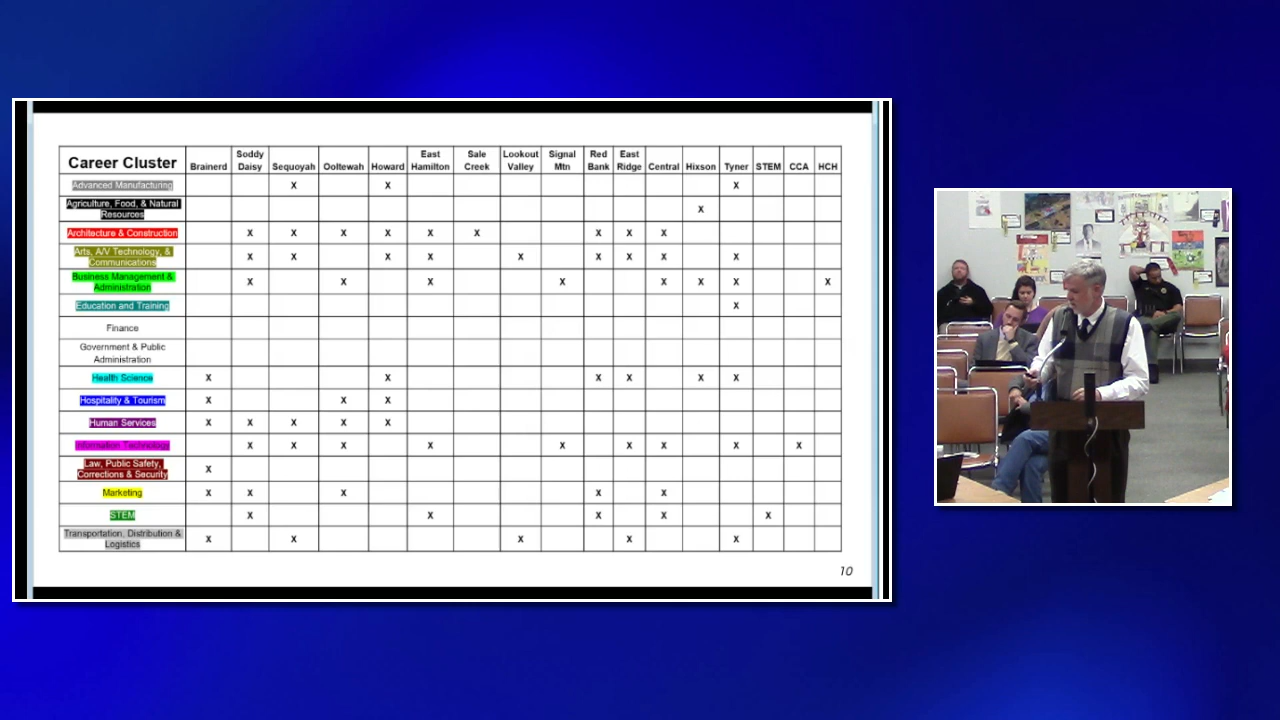 Career Cluster Brainerd Soddy Daisy Sequoyah Ooltewah Howard East Hamilton Sale Creek Lookout Valley Signal Mtn Red Bank East Ridge Central Hixson Tyner STEM CCA HCH
Advanced Manufacturing X X X
Agriculture, Food, & Natural
Resources X
Architecture & Construction X X X X X X X X X
Arts, A/V Technology, &
Communications X X X X X X X X X
Business Management &
Administration X X X X X X X X
Education and Training X
Finance
Government & Public
Administration
Health Science X X X X X X
Hospitality & Tourism X X X
Human Services X X X X X
Information Technology X X X X X X X X X
Law, Public Safety,
Corrections & Security X
Marketing X X X X X
STEM X X X X X
Transportation, Distribution &
Logistics X X X X X
10